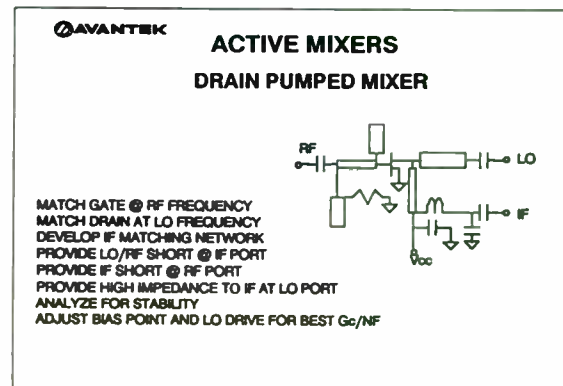 AVANTEK
ACTIVE MIXERS
DRAIN PUMPED MIXER
RF
LO
IF
Vcc
MATCH GATE @ RF FREQUENCY
MATCH DRAIN AT LO FREQUENCY
DEVELOP IF MATCHING NETWORK
PROVIDE LO/RF SHORT @ IF PORT
PROVIDE IF SHORT @ RF PORT
PROVIDE HIGH IMPEDANCE TO IF AT LO PORT
ANALYZE FOR STABILITY
ADJUST BIAS POINT AND LO DRIVE FOR BEST Gc/NF